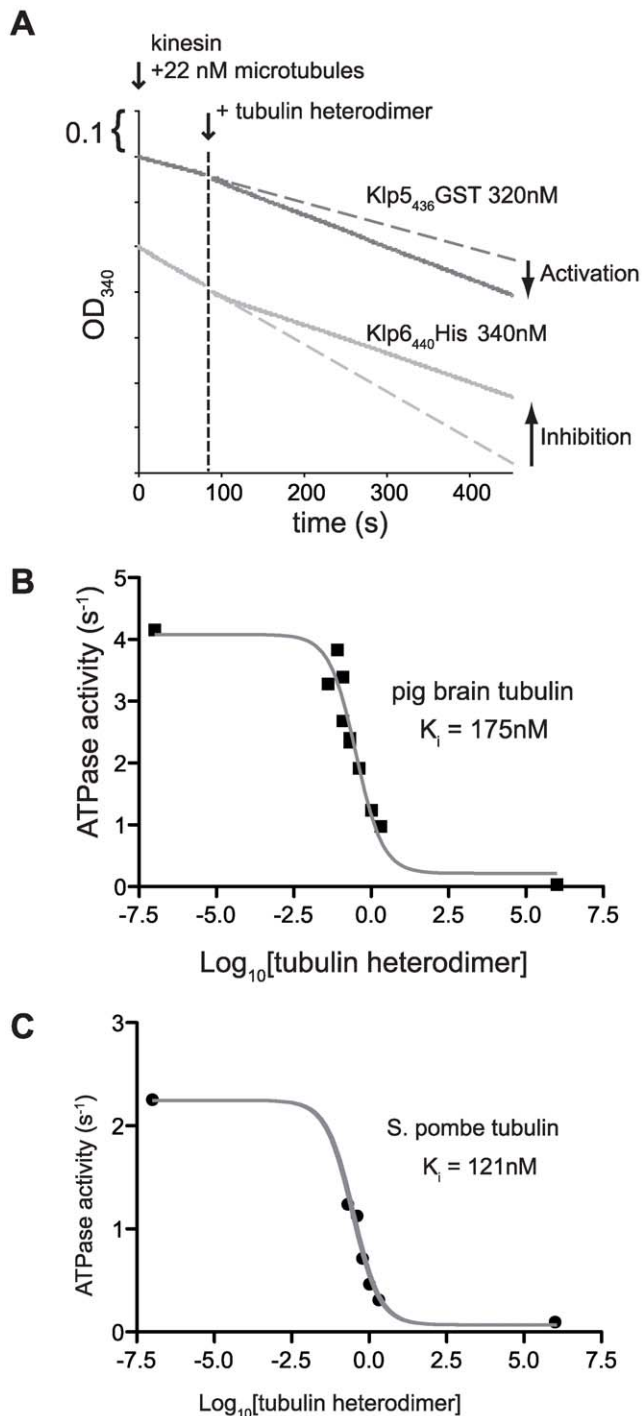 A
kinesin
+22 nM microtubules
+ tubulin heterodimer
0.1 {
Klp5₄₃₆GST 320nM
Activation
OD₃₄₀
Klp6₄₄₀His 340nM
Inhibition
0 100 200 300 400
time (s)
B
5
4
3
2
1
0
ATPase activity (s⁻¹)
pig brain tubulin
Kᵢ = 175nM
-7.5 -5.0 -2.5 0.0 2.5 5.0 7.5
Log₁₀[tubulin heterodimer]
C
3
2
1
0
ATPase activity (s⁻¹)
S. pombe tubulin
Kᵢ = 121nM
-7.5 -5.0 -2.5 0.0 2.5 5.0 7.5
Log₁₀[tubulin heterodimer]